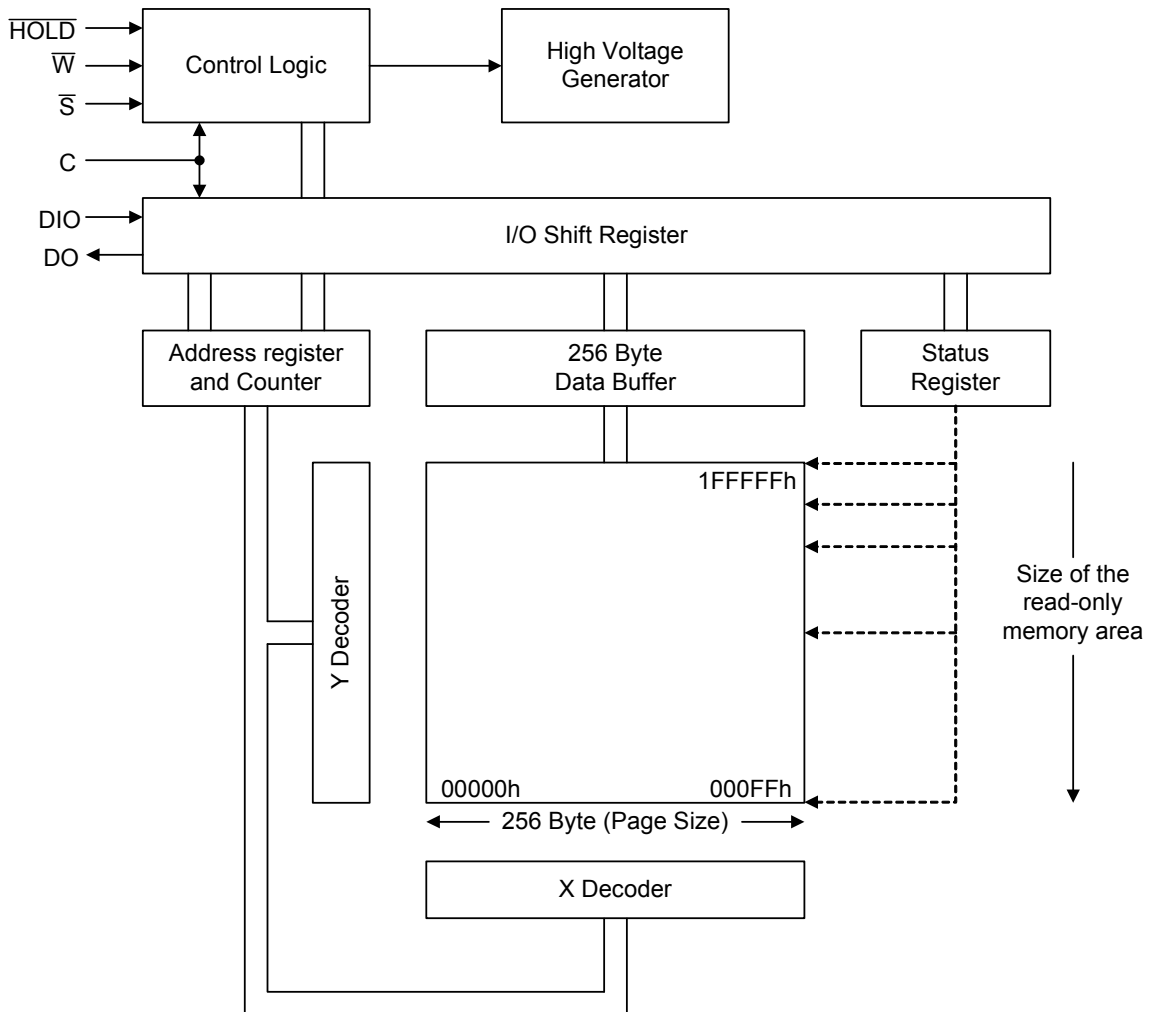 H̅O̅L̅D̅
W̅
S̅
C
DIO
DO
Control Logic
High Voltage
Generator
I/O Shift Register
Address register
and Counter
256 Byte
Data Buffer
Status
Register
1FFFFFh
Y Decoder
Size of the
read-only
memory area
00000h
000FFh
256 Byte (Page Size)
X Decoder